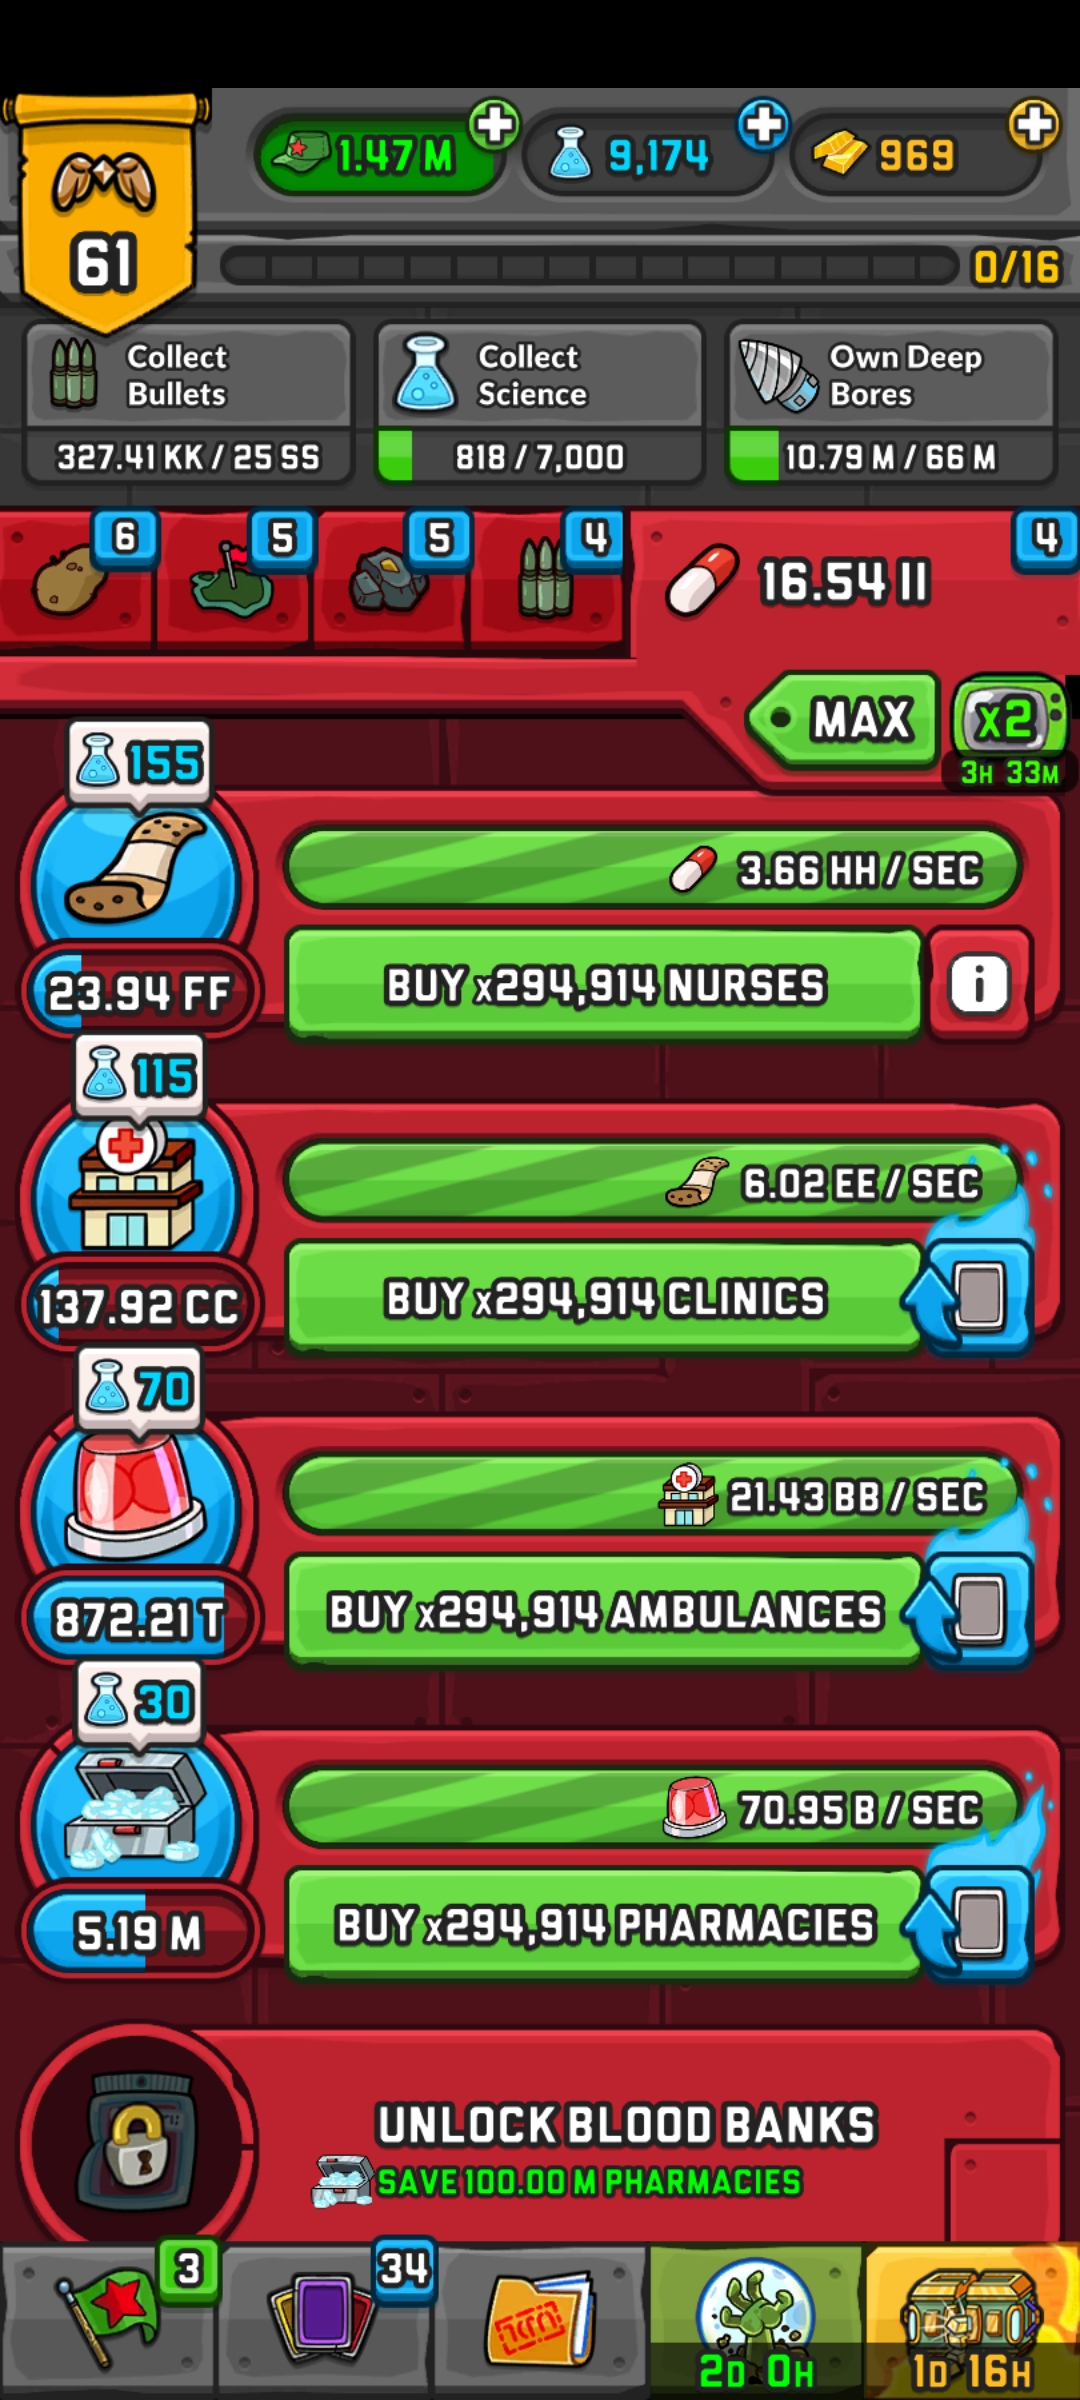 1.47 M
9,174
969
61
0/16
Collect
Bullets
327.41 KK / 25 SS
Collect
Science
818 / 7,000
Own Deep
Bores
10.79 M / 66 M
6
5
5
4
16.54 II
4
MAX
x2
3H 33M
155
3.66 HH / SEC
23.94 FF
BUY x294,914 NURSES
i
115
6.02 EE / SEC
137.92 CC
BUY x294,914 CLINICS
70
21.43 BB / SEC
872.21 T
BUY x294,914 AMBULANCES
30
70.95 B / SEC
5.19 M
BUY x294,914 PHARMACIES
UNLOCK BLOOD BANKS
SAVE 100.00 M PHARMACIES
3
34
2D 0H
1D 16H